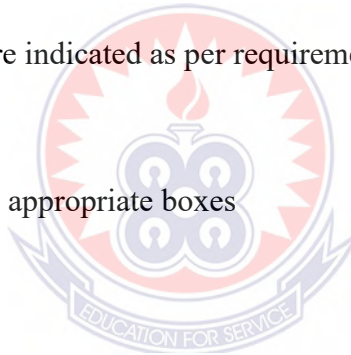 re indicated as per requireme
appropriate boxes
EDUCATION FOR SERVICE